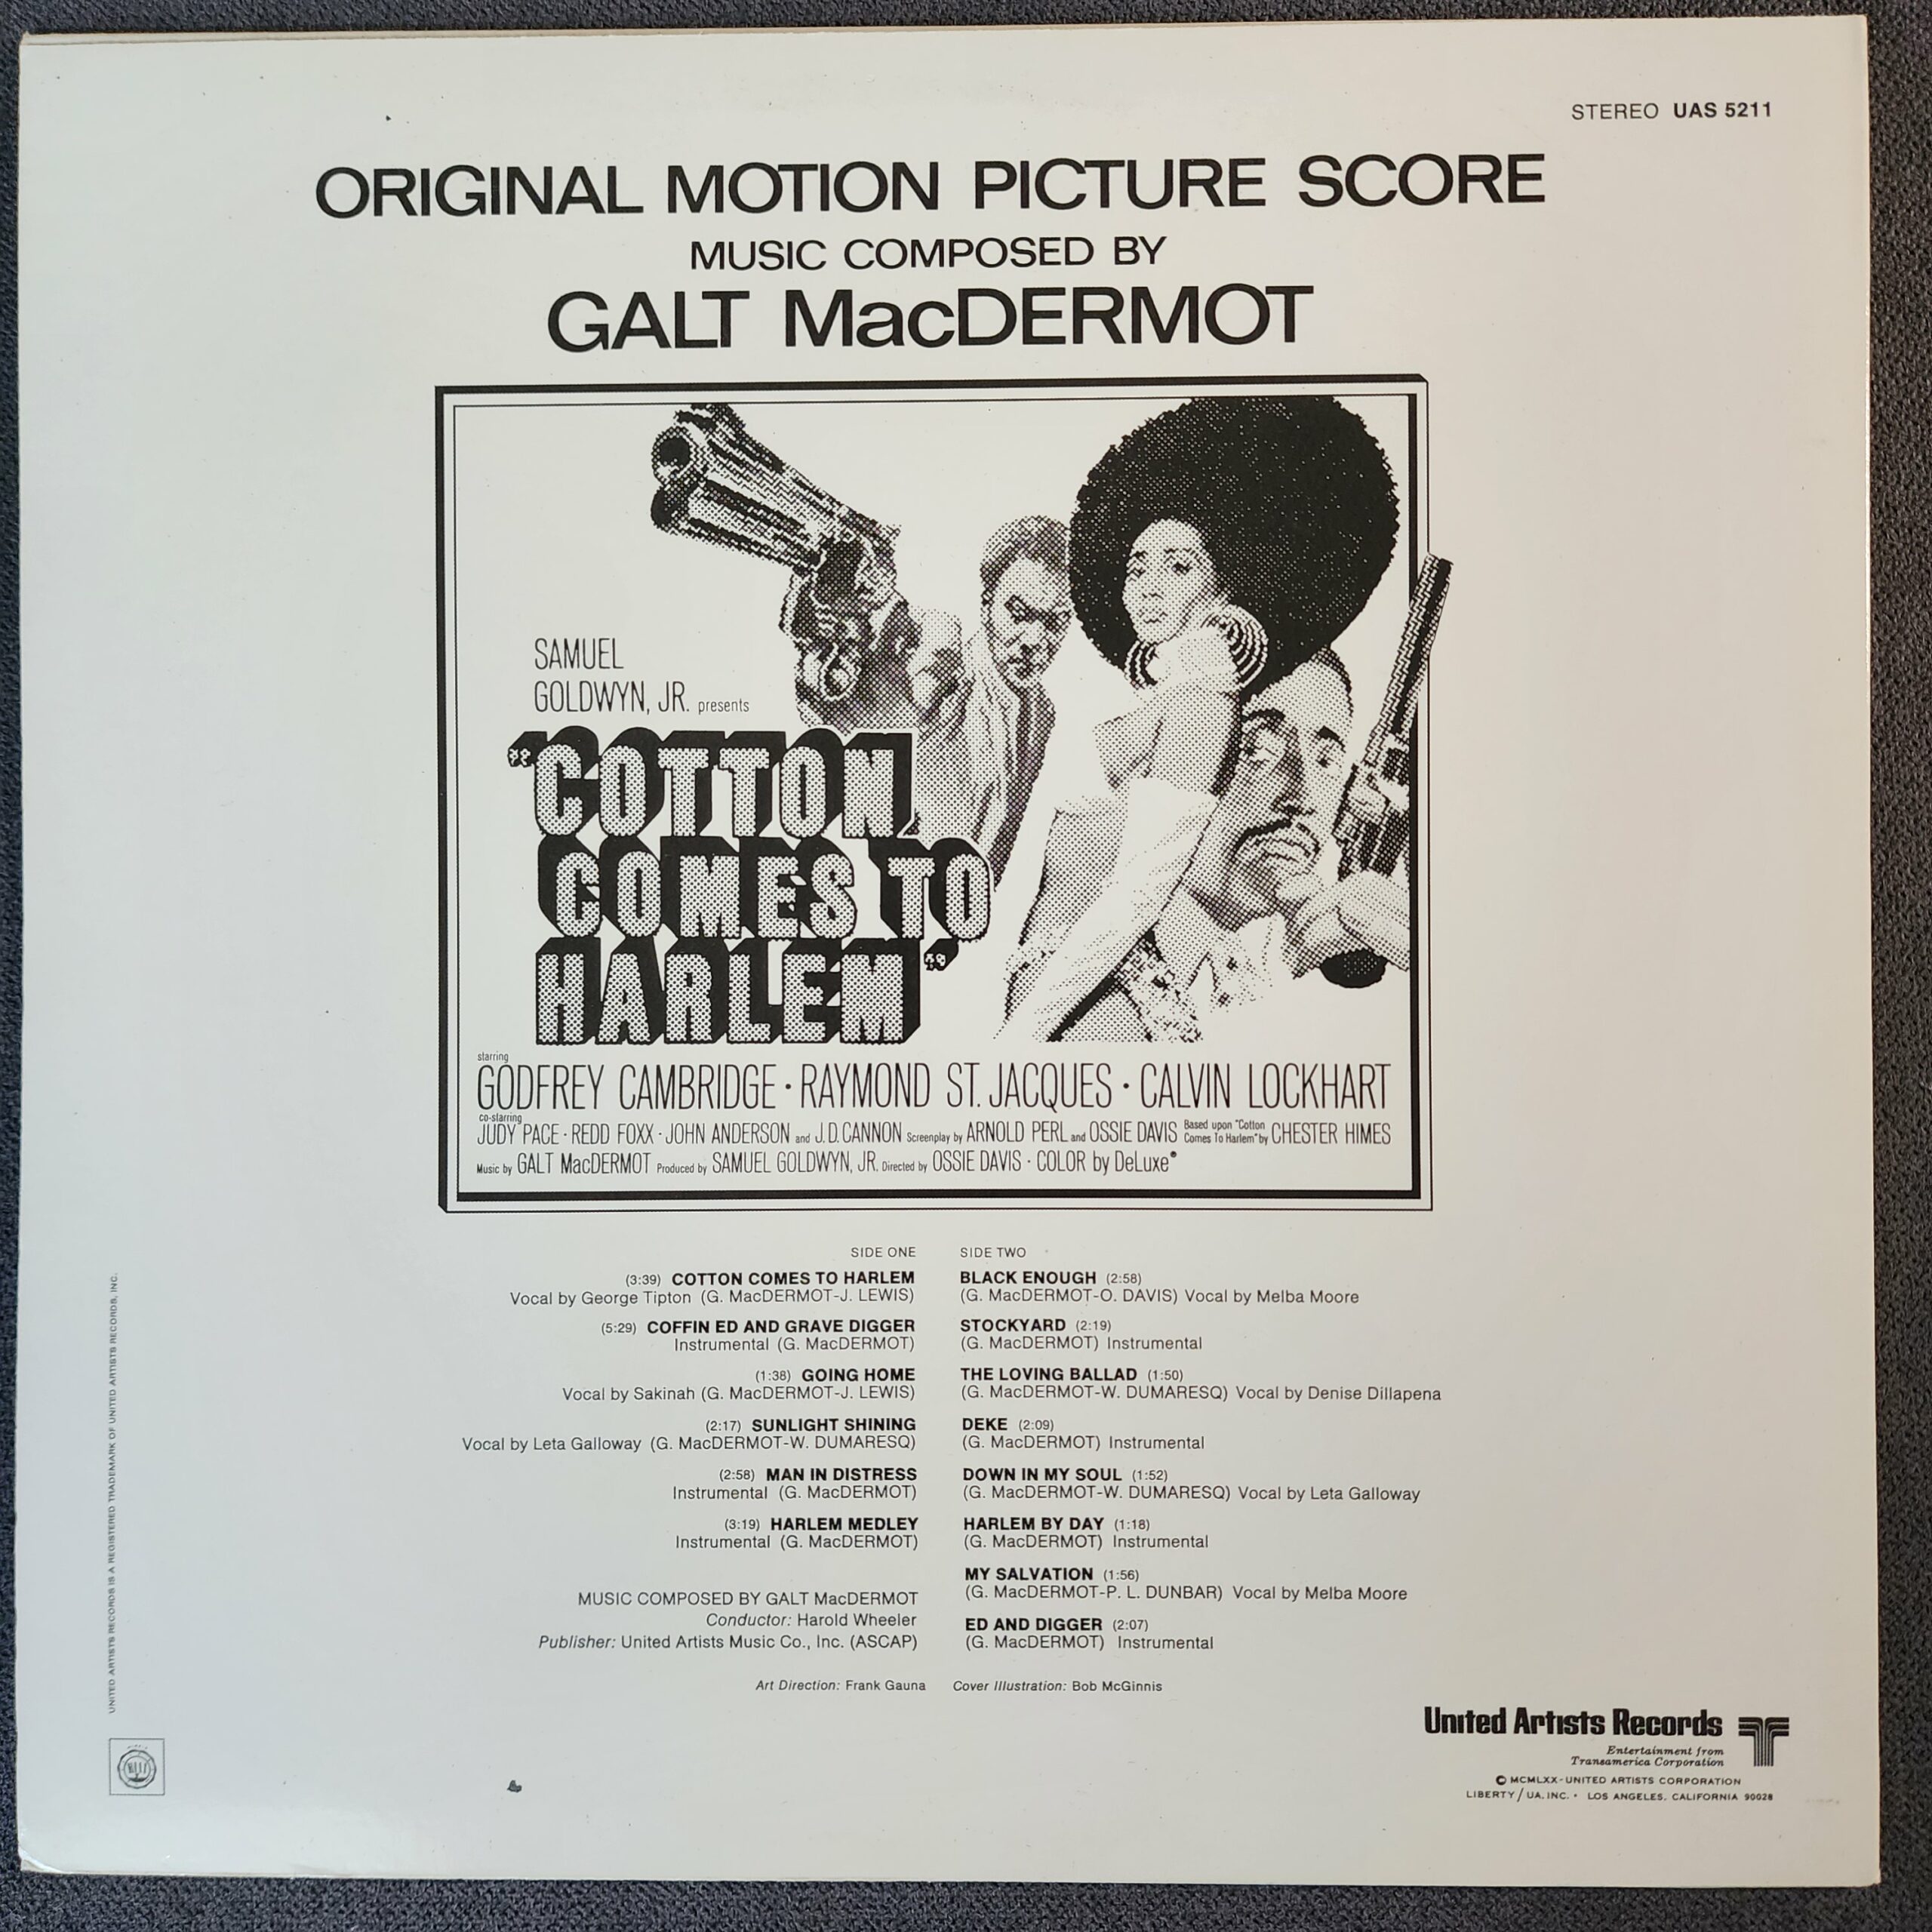 STEREO UAS 5211
ORIGINAL MOTION PICTURE SCORE
MUSIC COMPOSED BY
GALT MacDERMOT
SAMUEL
GOLDWYN, JR. presents
"COTTON
COMES TO
HARLEM"
starring
GODFREY CAMBRIDGE · RAYMOND ST. JACQUES · CALVIN LOCKHART
co-starring
JUDY PACE · REDD FOXX · JOHN ANDERSON and J.D. CANNON Screenplay by ARNOLD PERL and OSSIE DAVIS Based upon "Cotton Comes To Harlem" by CHESTER HIMES
Music by GALT MacDERMOT Produced by SAMUEL GOLDWYN, JR. Directed by OSSIE DAVIS · COLOR by DeLuxe®
SIDE ONE
(3:39) COTTON COMES TO HARLEM
Vocal by George Tipton (G. MacDERMOT-J. LEWIS)
(5:29) COFFIN ED AND GRAVE DIGGER
Instrumental (G. MacDERMOT)
(1:38) GOING HOME
Vocal by Sakinah (G. MacDERMOT-J. LEWIS)
(2:17) SUNLIGHT SHINING
Vocal by Leta Galloway (G. MacDERMOT-W. DUMARESQ)
(2:58) MAN IN DISTRESS
Instrumental (G. MacDERMOT)
(3:19) HARLEM MEDLEY
Instrumental (G. MacDERMOT)
MUSIC COMPOSED BY GALT MacDERMOT
Conductor: Harold Wheeler
Publisher: United Artists Music Co., Inc. (ASCAP)
SIDE TWO
BLACK ENOUGH (2:58)
(G. MacDERMOT-O. DAVIS) Vocal by Melba Moore
STOCKYARD (2:19)
(G. MacDERMOT) Instrumental
THE LOVING BALLAD (1:50)
(G. MacDERMOT-W. DUMARESQ) Vocal by Denise Dillapena
DEKE (2:09)
(G. MacDERMOT) Instrumental
DOWN IN MY SOUL (1:52)
(G. MacDERMOT-W. DUMARESQ) Vocal by Leta Galloway
HARLEM BY DAY (1:18)
(G. MacDERMOT) Instrumental
MY SALVATION (1:56)
(G. MacDERMOT-P. L. DUNBAR) Vocal by Melba Moore
ED AND DIGGER (2:07)
(G. MacDERMOT) Instrumental
Art Direction: Frank Gauna Cover Illustration: Bob McGinnis
UNITED ARTISTS RECORDS IS A REGISTERED TRADEMARK OF UNITED ARTISTS RECORDS, INC.
United Artists Records
Entertainment from
Transamerica Corporation
© MCMLXX-UNITED ARTISTS CORPORATION
LIBERTY/UA, INC. · LOS ANGELES, CALIFORNIA 90028